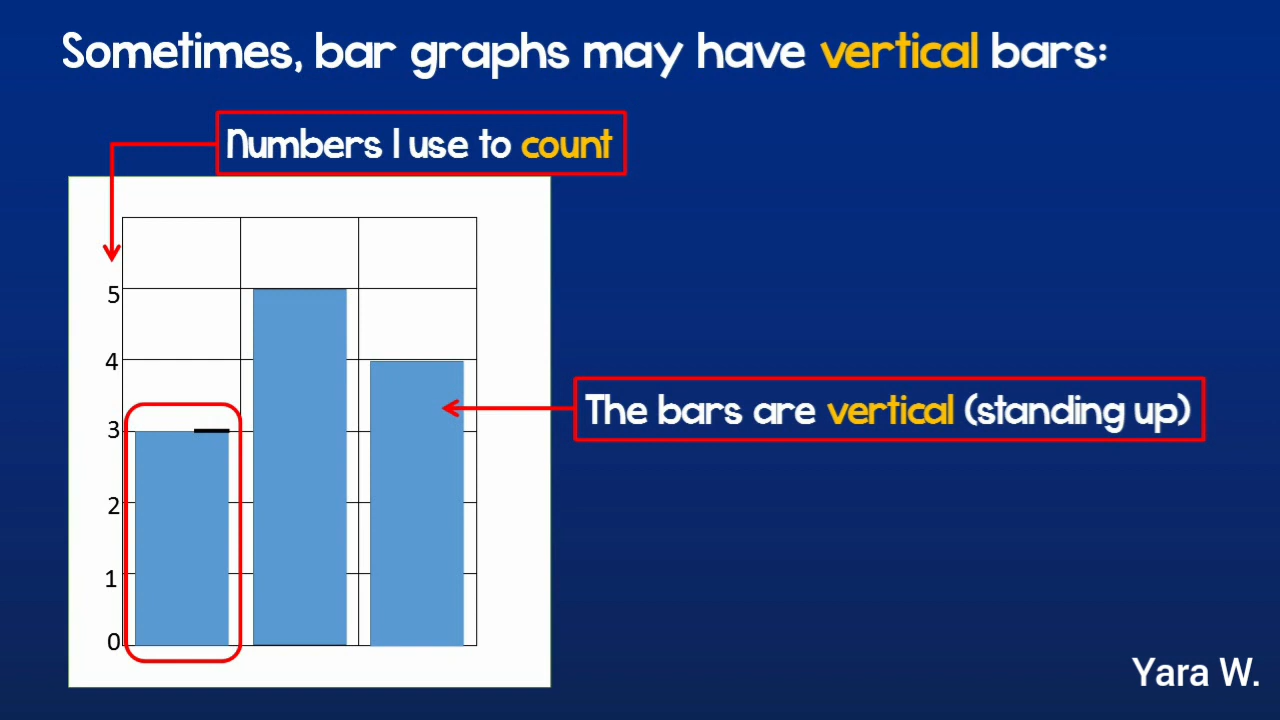 Sometimes, bar graphs may have vertical bars:
Numbers I use to count
5
4
The bars are vertical (standing up)
3
2
1
0
Yara W.